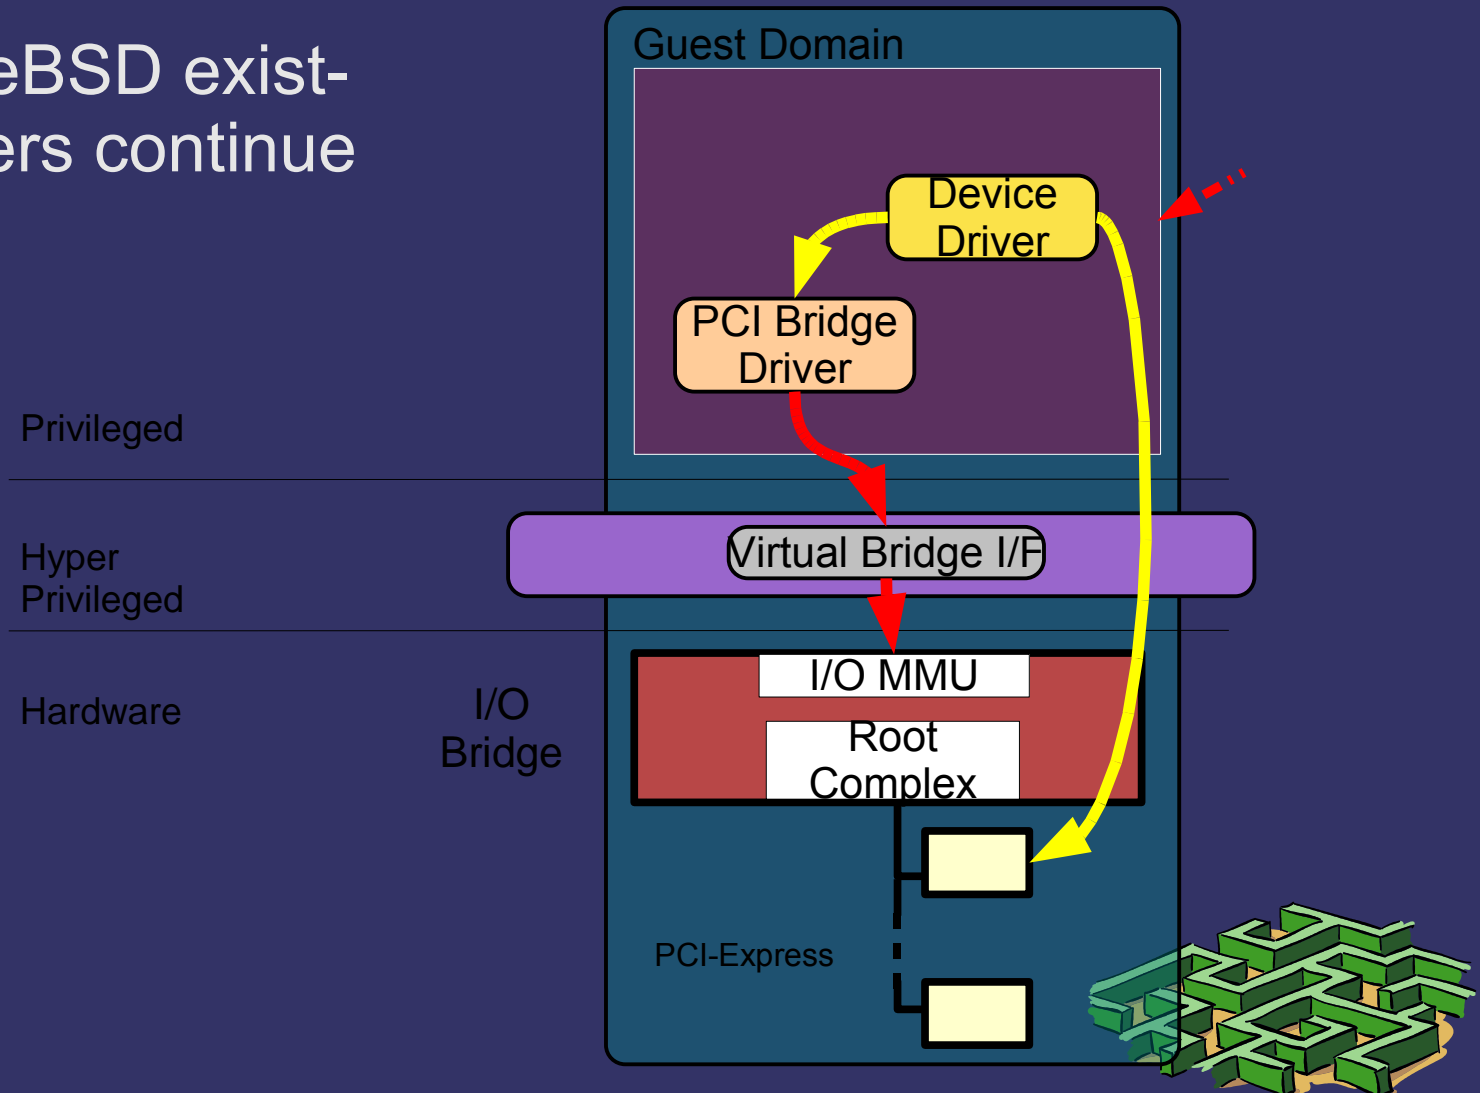 eBSD exist-
ers continue
Guest Domain
Device
Driver
PCI Bridge
Driver
Privileged
Virtual Bridge I/F
Hyper
Privileged
I/O MMU
Hardware
I/O
Bridge
Root
Complex
PCI-Express